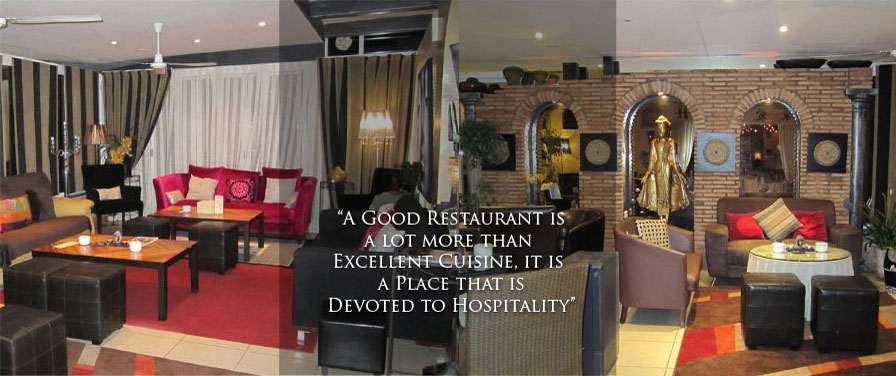 “A Good Restaurant is
a lot more than
Excellent Cuisine, it is
a Place that is
Devoted to Hospitality”